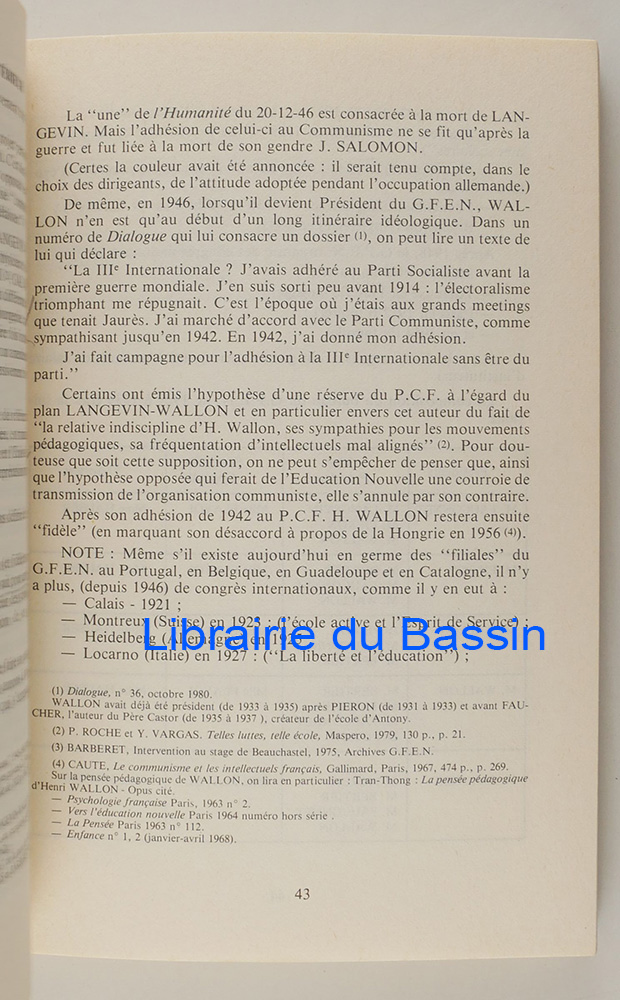 La "une" de l'Humanité du 20-12-46 est consacrée à la mort de LAN-
GEVIN. Mais l'adhésion de celui-ci au Communisme ne se fit qu'après la
guerre et fut liée à la mort de son gendre J. SALOMON.
(Certes la couleur avait été annoncée : il serait tenu compte, dans le
choix des dirigeants, de l'attitude adoptée pendant l'occupation allemande.)
De même, en 1946, lorsqu'il devient Président du G.F.E.N., WAL-
LON n'en est qu'au début d'un long itinéraire idéologique. Dans un
numéro de Dialogue qui lui consacre un dossier (1), on peut lire un texte de
lui qui déclare :
"La IIIe Internationale ? J'avais adhéré au Parti Socialiste avant la
première guerre mondiale. J'en suis sorti peu avant 1914 : l'électoralisme
triomphant me répugnait. C'est l'époque où j'étais aux grands meetings
que tenait Jaurès. J'ai marché d'accord avec le Parti Communiste, comme
sympathisant jusqu'en 1942. En 1942, j'ai donné mon adhésion.
J'ai fait campagne pour l'adhésion à la IIIe Internationale sans être du
parti."
Certains ont émis l'hypothèse d'une réserve du P.C.F. à l'égard du
plan LANGEVIN-WALLON et en particulier envers cet auteur du fait de
"la relative indiscipline d'H. Wallon, ses sympathies pour les mouvements
pédagogiques, sa fréquentation d'intellectuels mal alignés" (2). Pour dou-
teuse que soit cette supposition, on ne peut s'empêcher de penser que, ainsi
que l'hypothèse opposée qui ferait de l'Education Nouvelle une courroie de
transmission de l'organisation communiste, elle s'annule par son contraire.
Après son adhésion de 1942 au P.C.F. H. WALLON restera ensuite
"fidèle" (en marquant son désaccord à propos de la Hongrie en 1956 (4)).
NOTE : Même s'il existe aujourd'hui en germe des "filiales" du
G.F.E.N. au Portugal, en Belgique, en Guadeloupe et en Catalogne, il n'y
a plus, (depuis 1946) de congrès internationaux, comme il y en eut à :
— Calais - 1921 ;
— Montreux (Suisse) en 1923 : ("l'école active et l'Esprit de Service) ;
Librairie du Bassin
— Heidelberg (Allemagne) en 1925
— Locarno (Italie) en 1927 : ("La liberté et l'éducation") ;
(1) Dialogue, n° 36, octobre 1980.
WALLON avait déjà été président (de 1933 à 1935) après PIERON (de 1931 à 1933) et avant FAU-
CHER, l'auteur du Père Castor (de 1935 à 1937 ), créateur de l'école d'Antony.
(2) P. ROCHE et Y. VARGAS. Telles luttes, telle école, Maspero, 1979, 130 p., p. 21.
(3) BARBERET, Intervention au stage de Beauchastel, 1975, Archives G.F.E.N.
(4) CAUTE, Le communisme et les intellectuels français, Gallimard, Paris, 1967, 474 p., p. 269.
Sur la pensée pédagogique de WALLON, on lira en particulier : Tran-Thong : La pensée pédagogique
d'Henri WALLON - Opus cité.
— Psychologie française Paris, 1963 n° 2.
— Vers l'éducation nouvelle Paris 1964 numéro hors série .
— La Pensée Paris 1963 n° 112.
— Enfance n° 1, 2 (janvier-avril 1968).
43